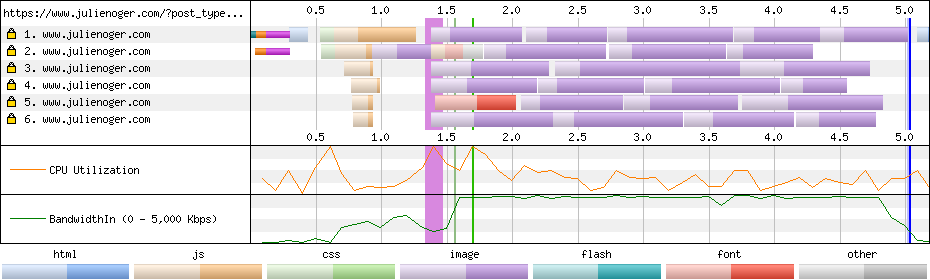 https://www.julienoger.com/?post_type...
0.5 1.0 1.5 2.0 2.5 3.0 3.5 4.0 4.5 5.0
1. www.julienoger.com
2. www.julienoger.com
3. www.julienoger.com
4. www.julienoger.com
5. www.julienoger.com
6. www.julienoger.com
0.5 1.0 1.5 2.0 2.5 3.0 3.5 4.0 4.5 5.0
CPU Utilization
BandwidthIn (0 - 5,000 Kbps)
html js css image flash font other